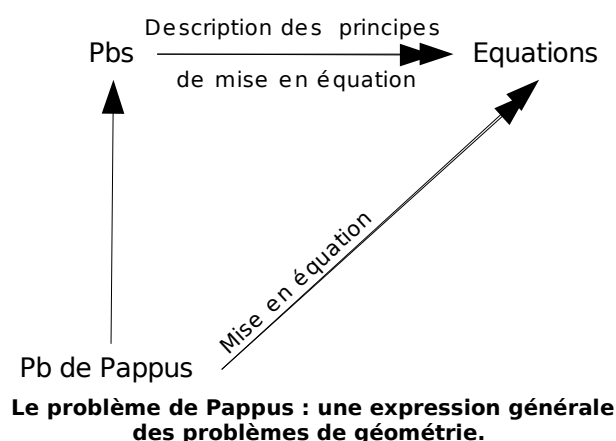 Description des principes
Pbs
Equations
de mise en équation
Mise en équation
Pb de Pappus
Le problème de Pappus : une expression générale
des problèmes de géométrie.